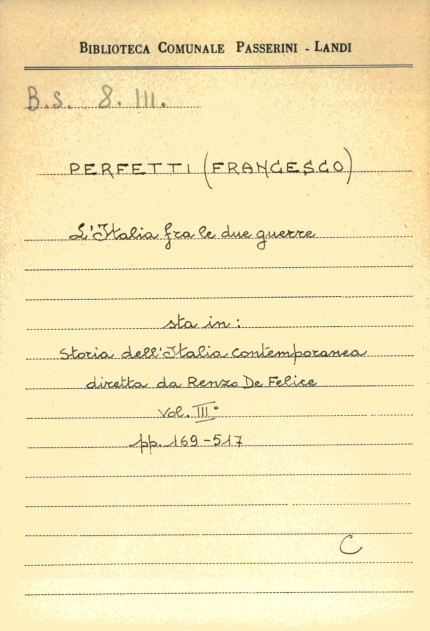 BIBLIOTECA COMUNALE PASSERINI - LANDI
B.s. 8. III.
PERFETTI (FRANCESCO)
L'Italia fra le due guerre
sta in:
Storia dell'Italia contemporanea
diretta da Renzo De Felice
vol. III°
pp. 169-517
C